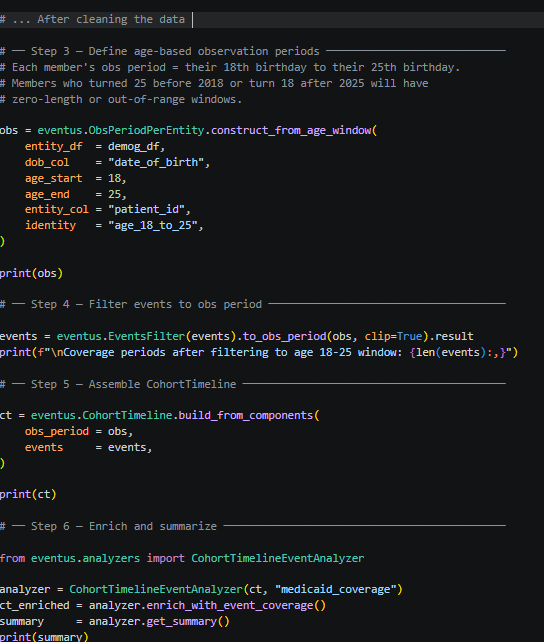 # ... After cleaning the data
# ── Step 3 — Define age-based observation periods ────────────────────────────
# Each member's obs period = their 18th birthday to their 25th birthday.
# Members who turned 25 before 2018 or turn 18 after 2025 will have
# zero-length or out-of-range windows.
obs = eventus.ObsPeriodPerEntity.construct_from_age_window(
    entity_df  = demog_df,
    dob_col    = "date_of_birth",
    age_start  = 18,
    age_end    = 25,
    entity_col = "patient_id",
    identity   = "age_18_to_25",
)
print(obs)
# ── Step 4 — Filter events to obs period ─────────────────────────────────────
events = eventus.EventsFilter(events).to_obs_period(obs, clip=True).result
print(f"\nCoverage periods after filtering to age 18-25 window: {len(events):,}")
# ── Step 5 — Assemble CohortTimeline ─────────────────────────────────────────
ct = eventus.CohortTimeline.build_from_components(
    obs_period = obs,
    events     = events,
)
print(ct)
# ── Step 6 — Enrich and summarize ────────────────────────────────────────────
from eventus.analyzers import CohortTimelineEventAnalyzer
analyzer = CohortTimelineEventAnalyzer(ct, "medicaid_coverage")
ct_enriched = analyzer.enrich_with_event_coverage()
summary     = analyzer.get_summary()
print(summary)